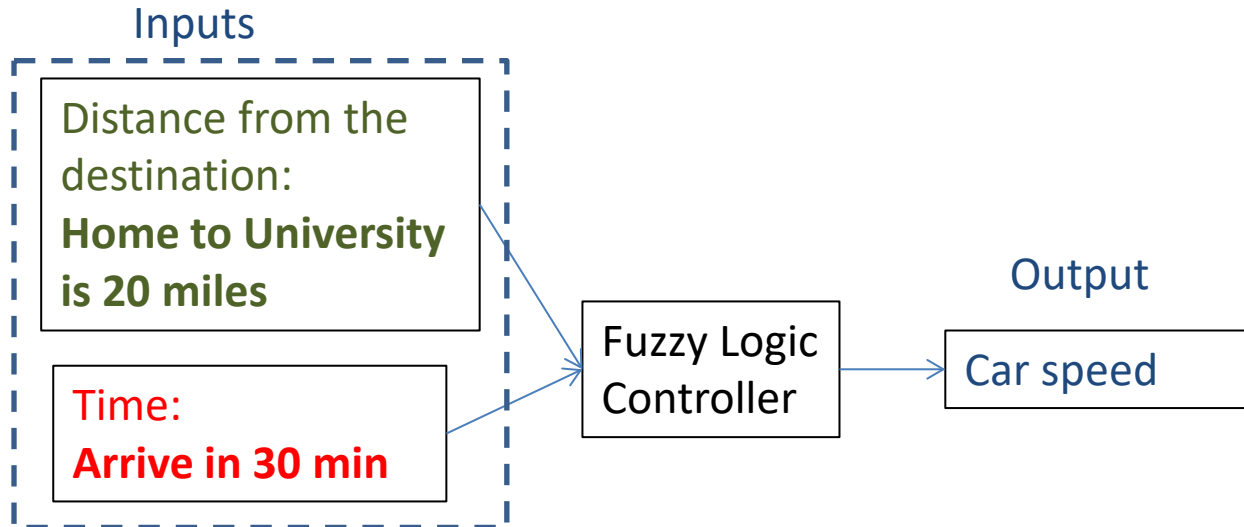 Inputs
Distance from the
destination:
Home to University
is 20 miles
Time:
Arrive in 30 min
Fuzzy Logic
Controller
Output
Car speed